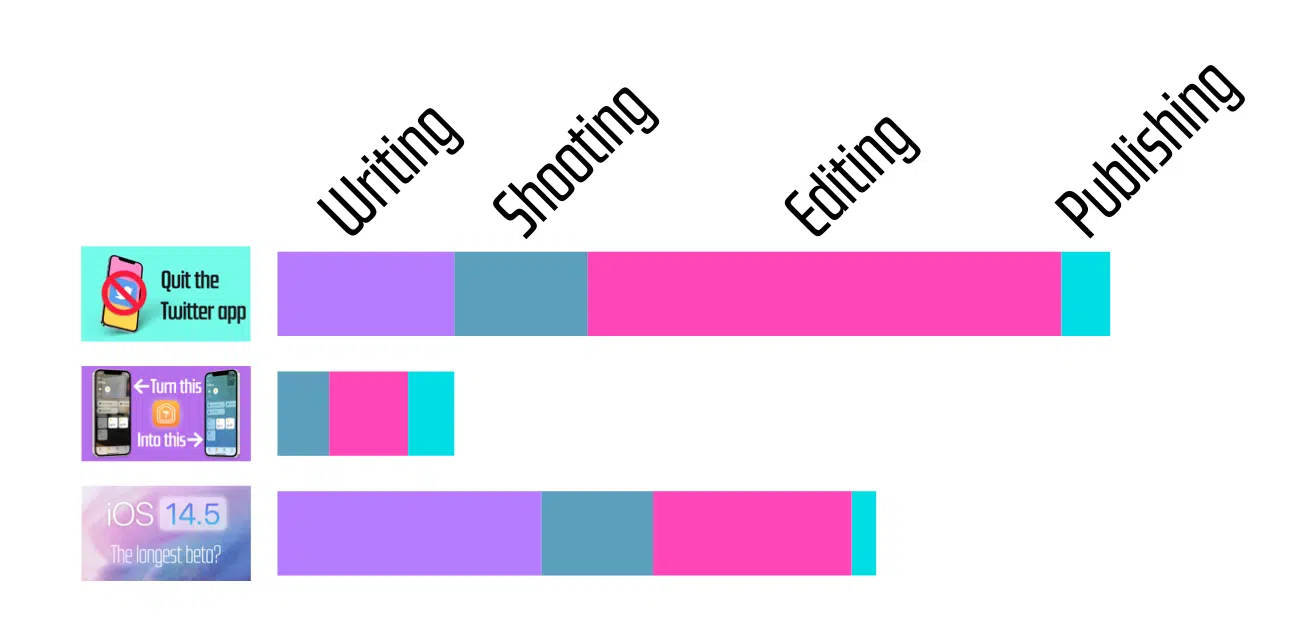 Writing
Shooting
Editing
Publishing
Quit the
Twitter app
←Turn this
Into this→
iOS 14.5
The longest beta?